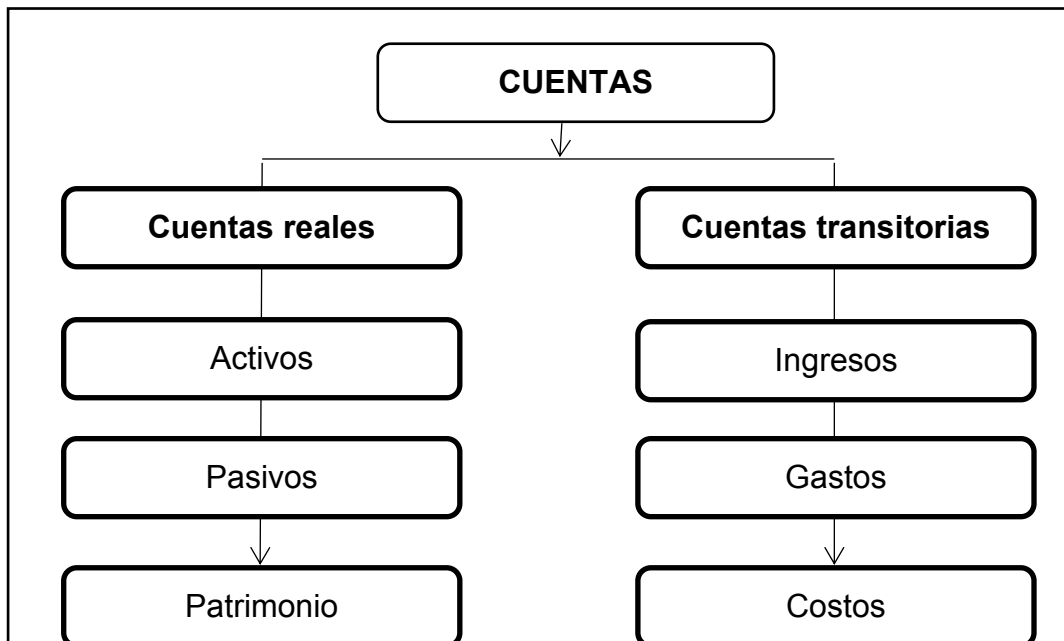 CUENTAS
Cuentas reales
Cuentas transitorias
Activos
Ingresos
Pasivos
Gastos
Patrimonio
Costos